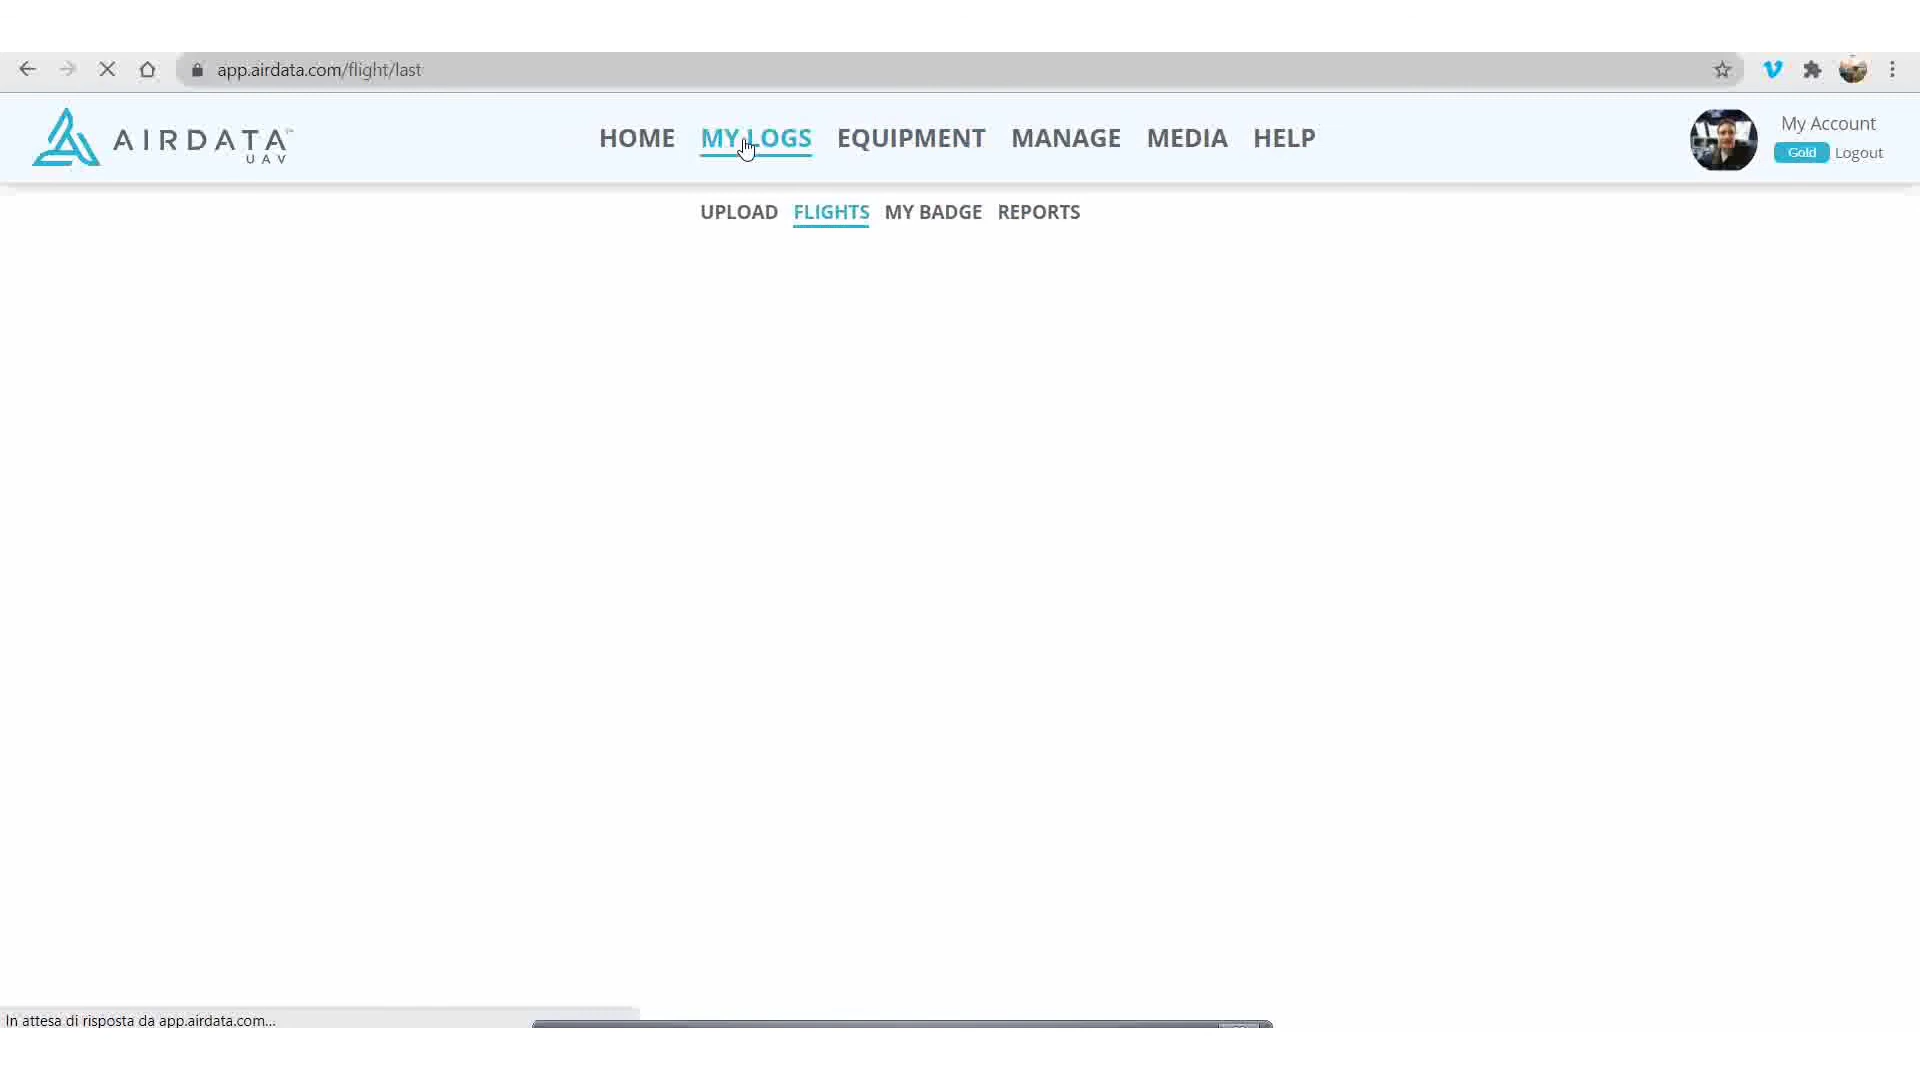 app.airdata.com/flight/last
AIRDATA
UAV
HOME MY LOGS EQUIPMENT MANAGE MEDIA HELP
My Account
Gold Logout
UPLOAD FLIGHTS MY BADGE REPORTS
In attesa di risposta da app.airdata.com...